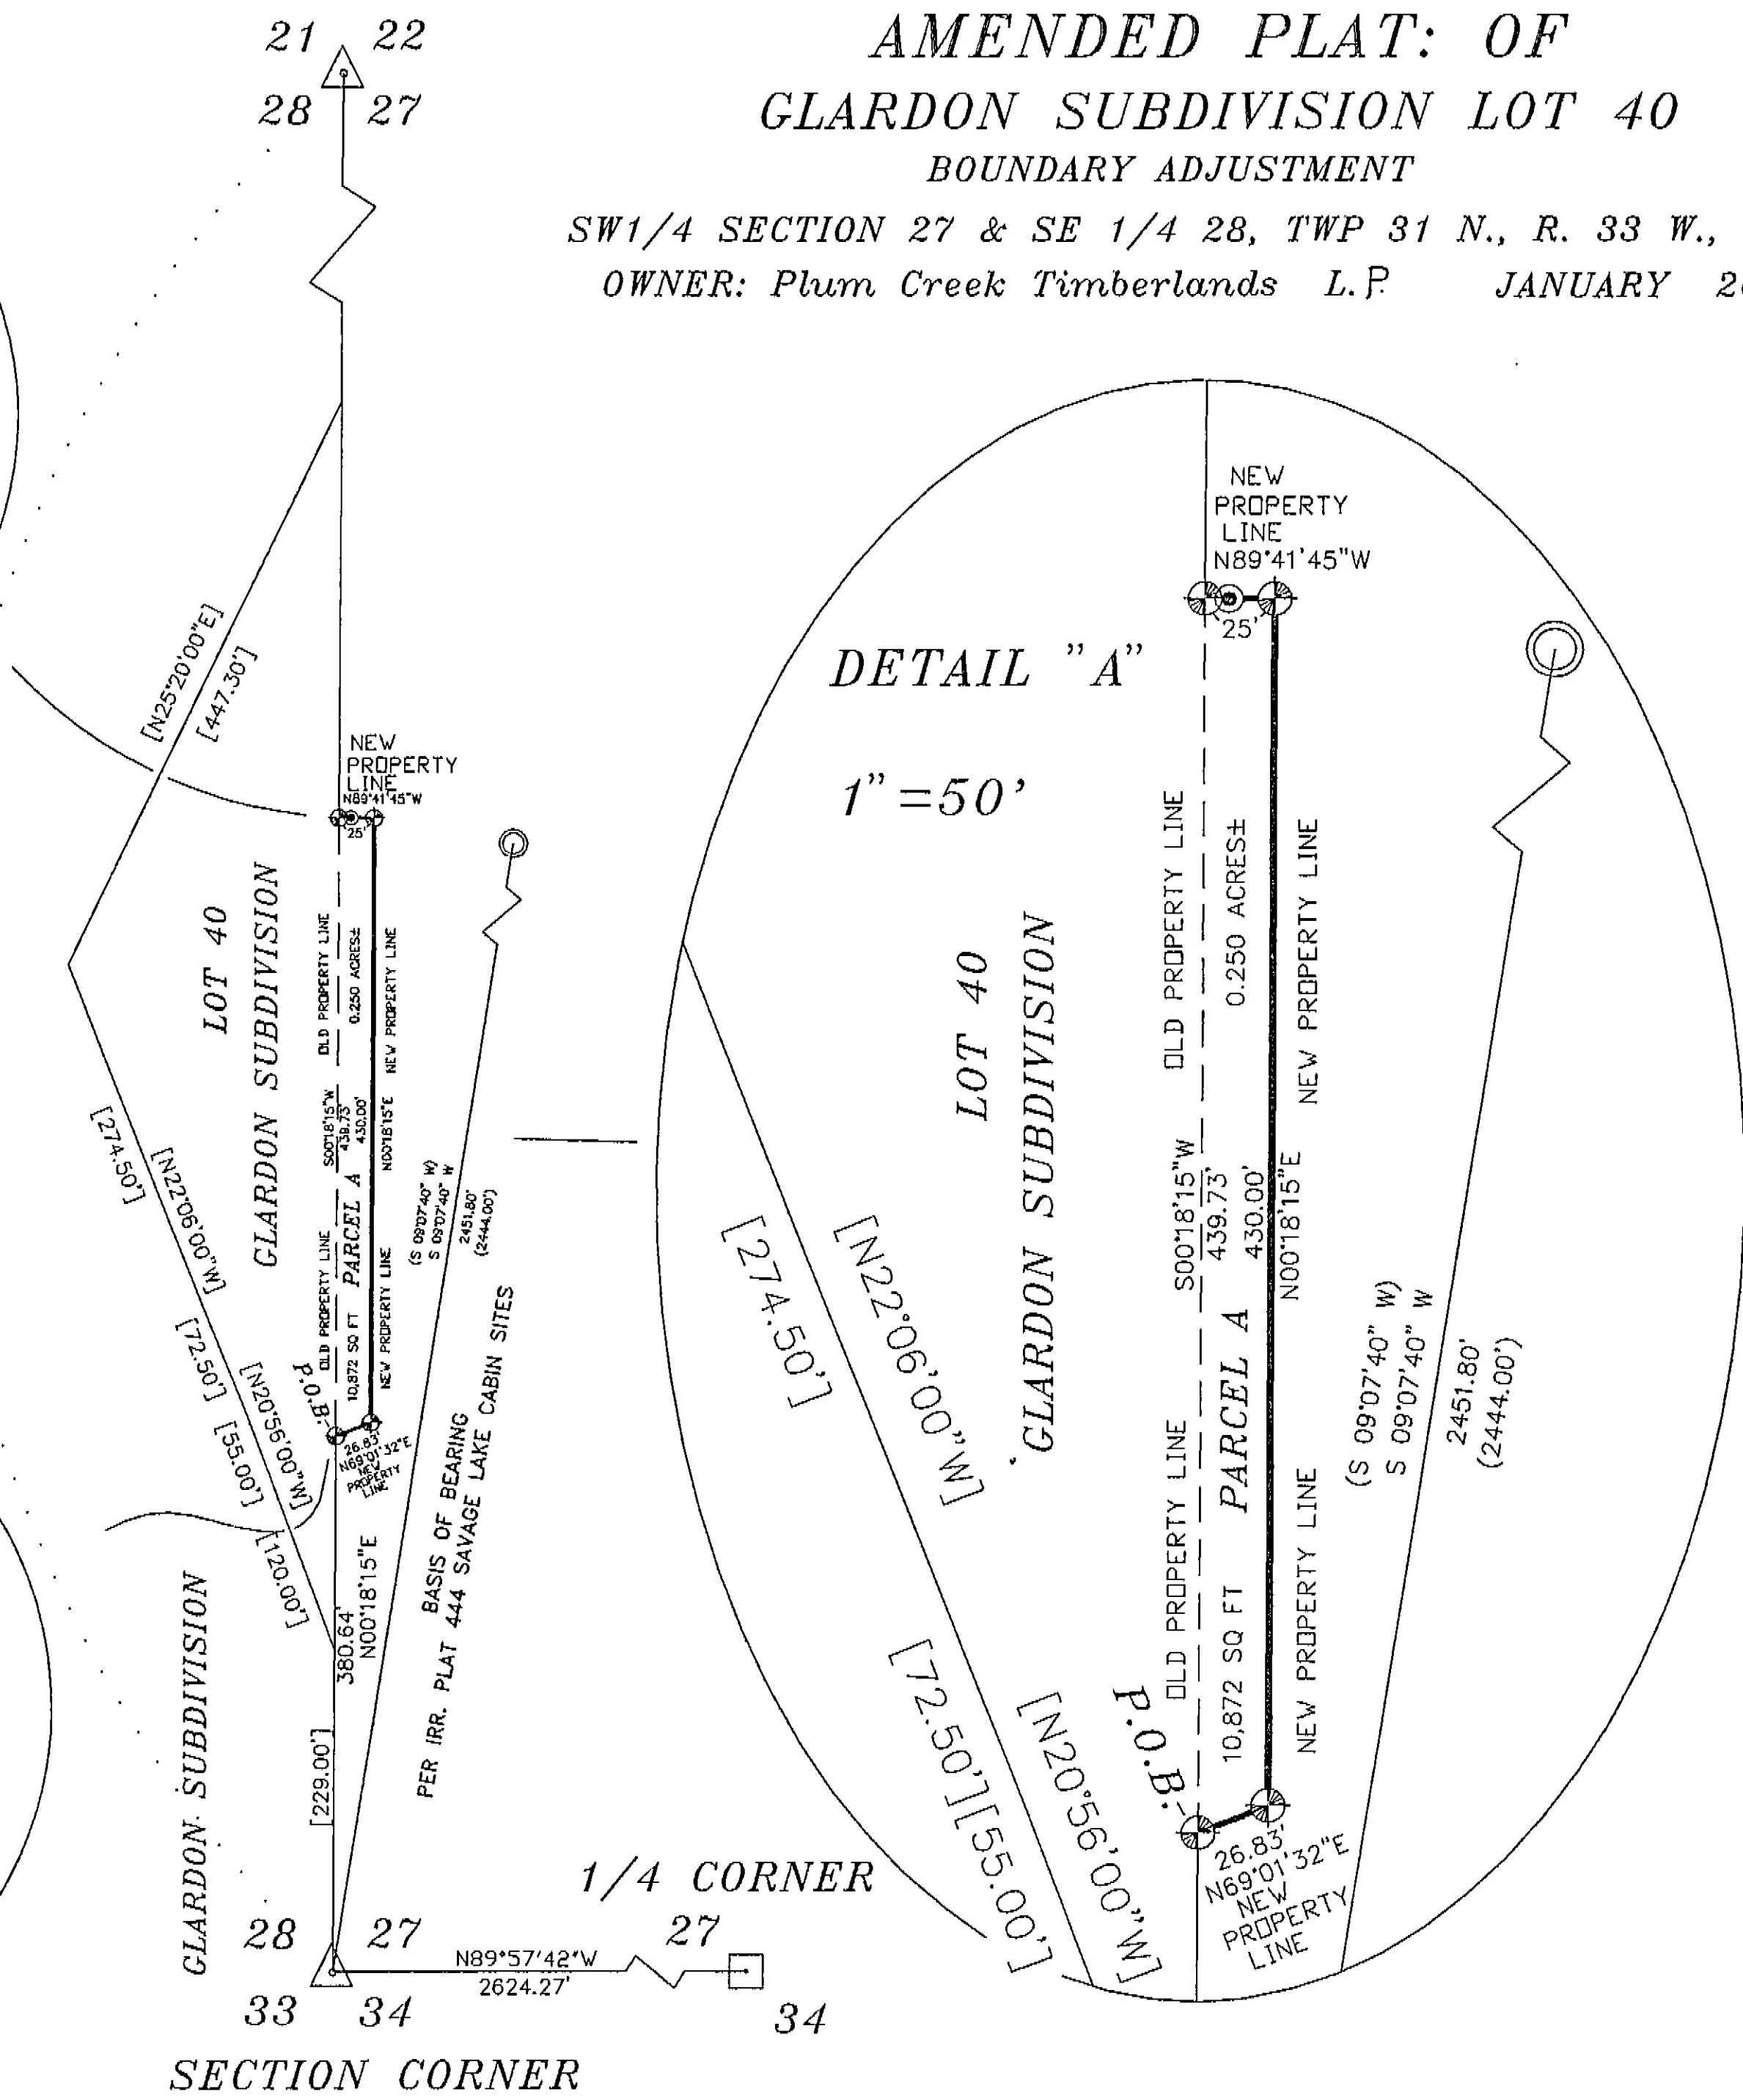 AMENDED PLAT: OF
GLARDON SUBDIVISION LOT 40
BOUNDARY ADJUSTMENT
SW1/4 SECTION 27 & SE 1/4 28, TWP 31 N., R. 33 W.,
OWNER: Plum Creek Timberlands L.P. JANUARY
21 22
28 27
[N25°20'00"E]
[447.30']
NEW
PROPERTY
LINE
N89°41'45"W
25'
LOT 40
GLARDON SUBDIVISION
OLD PROPERTY LINE
0.250 ACRES±
NEW PROPERTY LINE
S00°18'15"W
439.73'
430.00'
N00°18'15"E
[274.50']
[N22°06'00"W]
OLD PROPERTY LINE
10,872 SQ FT
PARCEL A
NEW PROPERTY LINE
(S 09°07'40" W)
S 09°07'40" W
2451.80'
(2444.00')
[72.50']
[N20°56'00"W]
[55.00']
[120.00']
P.O.B.
26.83'
N69°01'32"E
NEW
PROPERTY
LINE
BASIS OF BEARING
PER IRR. PLAT 444 SAVAGE LAKE CABIN SITES
380.64'
N00°18'15"E
[229.00']
GLARDON SUBDIVISION
1/4 CORNER
28 27
27
N89°57'42"W
2624.27'
33 34
34
SECTION CORNER
NEW
PROPERTY
LINE
N89°41'45"W
25'
DETAIL "A"
1"=50'
LOT 40
GLARDON SUBDIVISION
OLD PROPERTY LINE
0.250 ACRES±
NEW PROPERTY LINE
S00°18'15"W
439.73'
430.00'
N00°18'15"E
[274.50']
[N22°06'00"W]
OLD PROPERTY LINE
10,872 SQ FT
PARCEL A
NEW PROPERTY LINE
(S 09°07'40" W)
S 09°07'40" W
2451.80'
(2444.00')
[72.50']
[55.00']
[N20°56'00"W]
P.O.B.
26.83'
N69°01'32"E
NEW
PROPERTY
LINE